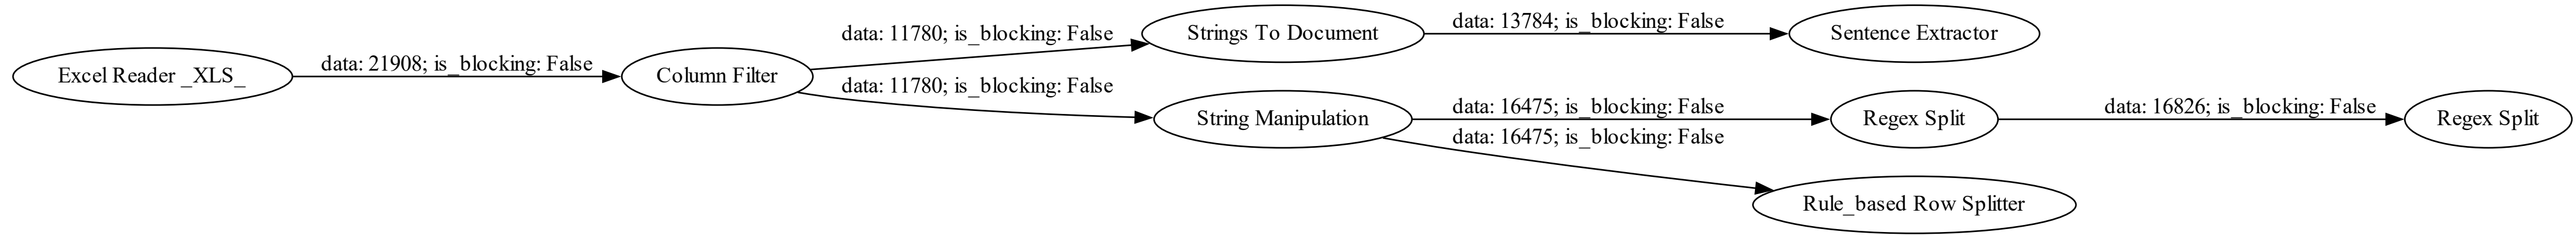 Excel Reader _XLS_
data: 21908; is_blocking: False
Column Filter
data: 11780; is_blocking: False
data: 11780; is_blocking: False
Strings To Document
data: 13784; is_blocking: False
Sentence Extractor
String Manipulation
data: 16475; is_blocking: False
data: 16475; is_blocking: False
Regex Split
data: 16826; is_blocking: False
Regex Split
Rule_based Row Splitter